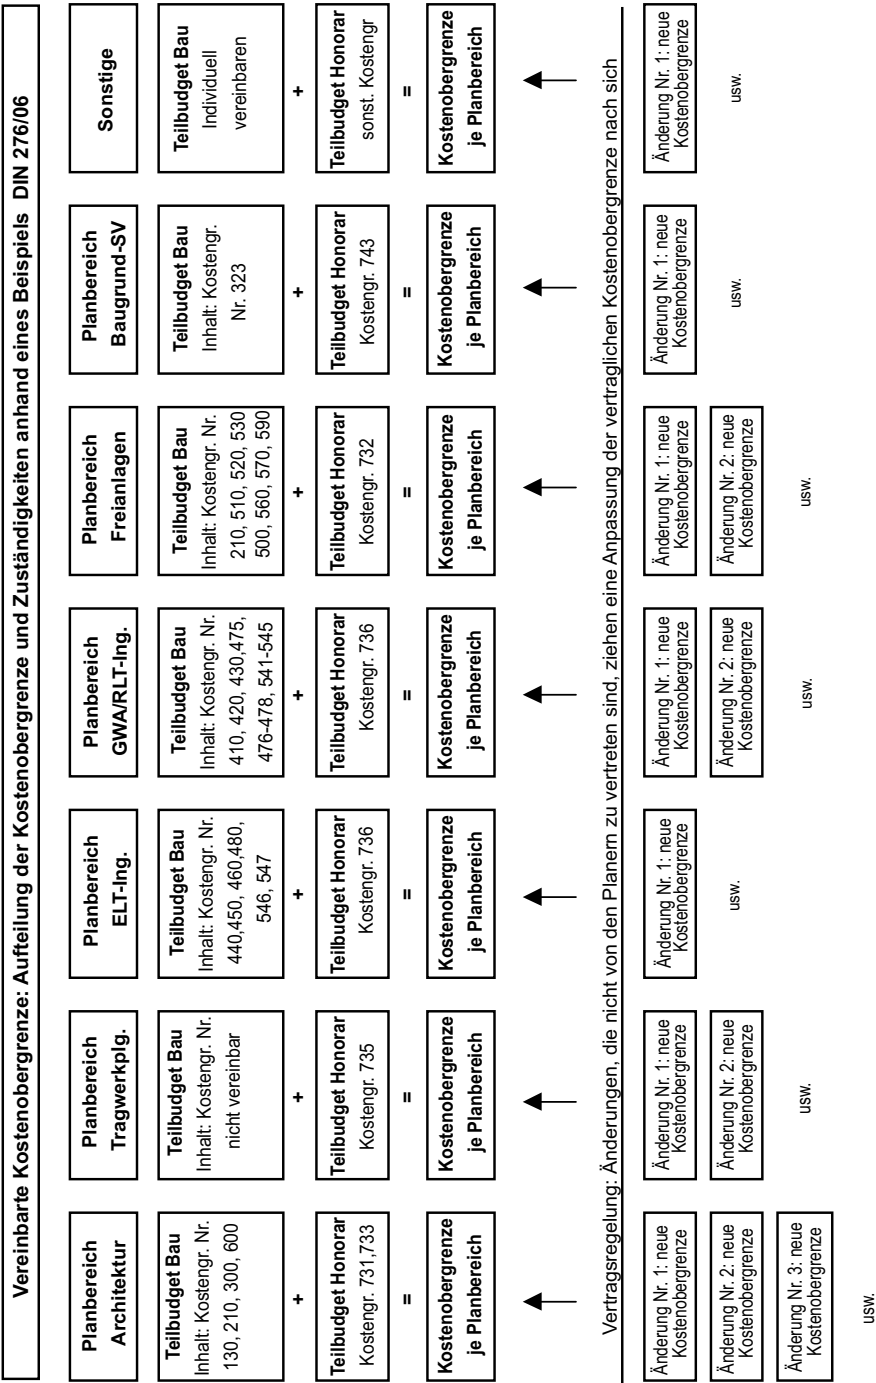 Vereinbarte Kostenobergrenze: Aufteilung der Kostenobergrenze und Zuständigkeiten anhand eines Beispiels DIN 276/06
Planbereich
Architektur
Teilbudget Bau
Inhalt: Kostengr. Nr.
130, 210, 300, 600
+
Teilbudget Honorar
Kostengr. 731,733
=
Kostenobergrenze
je Planbereich
Planbereich
Tragwerkplg.
Teilbudget Bau
Inhalt: Kostengr. Nr.
nicht vereinbar
+
Teilbudget Honorar
Kostengr. 735
=
Kostenobergrenze
je Planbereich
Planbereich
ELT-Ing.
Teilbudget Bau
Inhalt: Kostengr. Nr.
440,450, 460,480,
546, 547
+
Teilbudget Honorar
Kostengr. 736
=
Kostenobergrenze
je Planbereich
Planbereich
GWA/RLT-Ing.
Teilbudget Bau
Inhalt: Kostengr. Nr.
410, 420, 430,475,
476-478, 541-545
+
Teilbudget Honorar
Kostengr. 736
=
Kostenobergrenze
je Planbereich
Planbereich
Freianlagen
Teilbudget Bau
Inhalt: Kostengr. Nr.
210, 510, 520, 530
500, 560, 570, 590
+
Teilbudget Honorar
Kostengr. 732
=
Kostenobergrenze
je Planbereich
Planbereich
Baugrund-SV
Teilbudget Bau
Inhalt: Kostengr.
Nr. 323
+
Teilbudget Honorar
Kostengr. 743
=
Kostenobergrenze
je Planbereich
Sonstige
Teilbudget Bau
Individuell
vereinbaren
+
Teilbudget Honorar
sonst. Kostengr
=
Kostenobergrenze
je Planbereich
Vertragsregelung: Änderungen, die nicht von den Planern zu vertreten sind, ziehen eine Anpassung der vertraglichen Kostenobergrenze nach sich
Änderung Nr. 1: neue
Kostenobergrenze
Änderung Nr. 2: neue
Kostenobergrenze
Änderung Nr. 3: neue
Kostenobergrenze
usw.
Änderung Nr. 1: neue
Kostenobergrenze
Änderung Nr. 2: neue
Kostenobergrenze
usw.
Änderung Nr. 1: neue
Kostenobergrenze
usw.
Änderung Nr. 1: neue
Kostenobergrenze
Änderung Nr. 2: neue
Kostenobergrenze
usw.
Änderung Nr. 1: neue
Kostenobergrenze
Änderung Nr. 2: neue
Kostenobergrenze
usw.
Änderung Nr. 1: neue
Kostenobergrenze
usw.
Änderung Nr. 1: neue
Kostenobergrenze
usw.